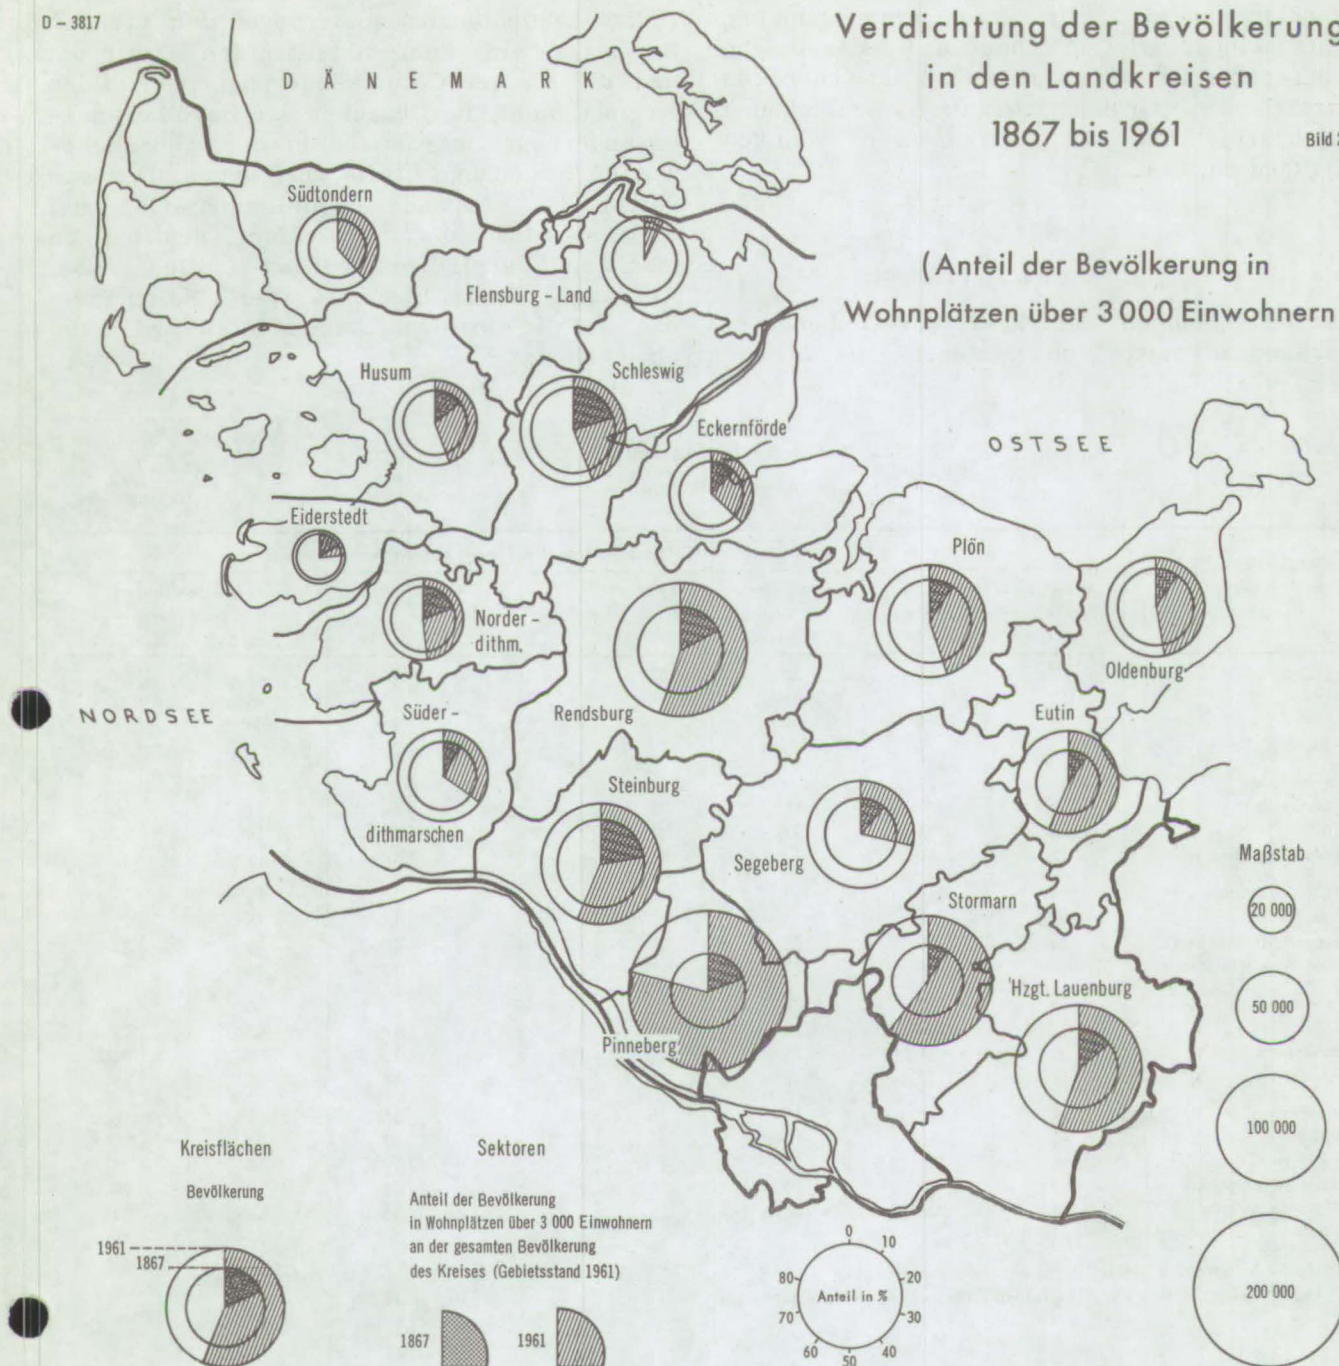 D – 3817
Verdichtung der Bevölkerung
in den Landkreisen
1867 bis 1961
Bild
(Anteil der Bevölkerung in
Wohnplätzen über 3 000 Einwohnern
DÄNEMARK
Südtondern
Flensburg – Land
Husum
Schleswig
Eckernförde
OSTSEE
Eiderstedt
Plön
Norder –
dithm.
Oldenburg
NORDSEE
Süder –
dithmarschen
Rendsburg
Eutin
Steinburg
Segeberg
Stormarn
Hzgt. Lauenburg
Pinneberg
Maßstab
20 000
50 000
100 000
200 000
Kreisflächen
Bevölkerung
1961
1867
Sektoren
Anteil der Bevölkerung
in Wohnplätzen über 3 000 Einwohnern
an der gesamten Bevölkerung
des Kreises (Gebietsstand 1961)
1867
1961
0
10
20
30
40
50
60
70
80
Anteil in %